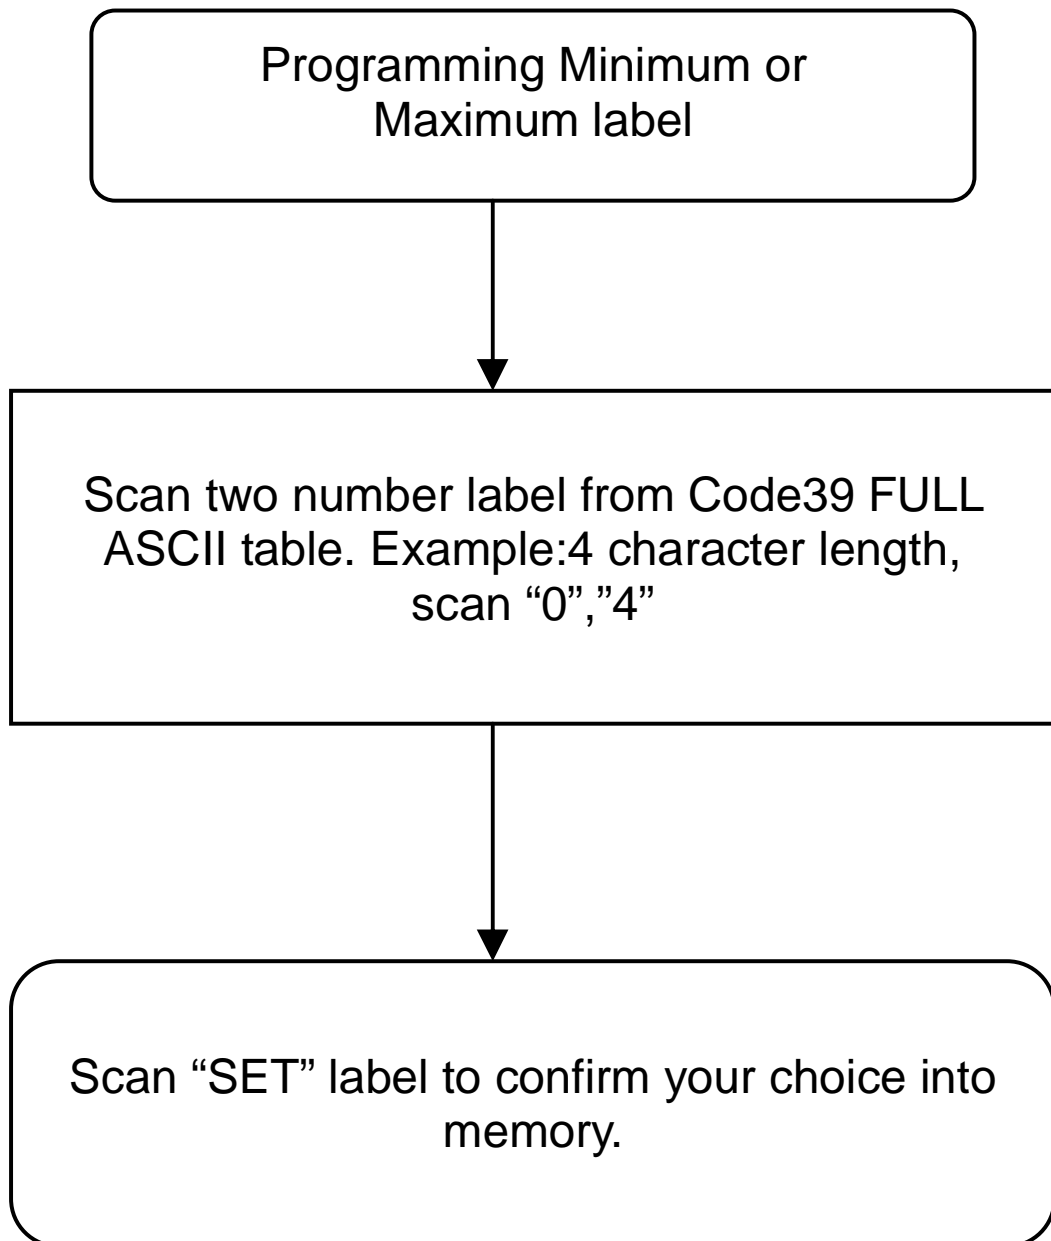 Programming Minimum or
Maximum label
Scan two number label from Code39 FULL
ASCII table. Example:4 character length,
scan “0”,”4”
Scan “SET” label to confirm your choice into
memory.